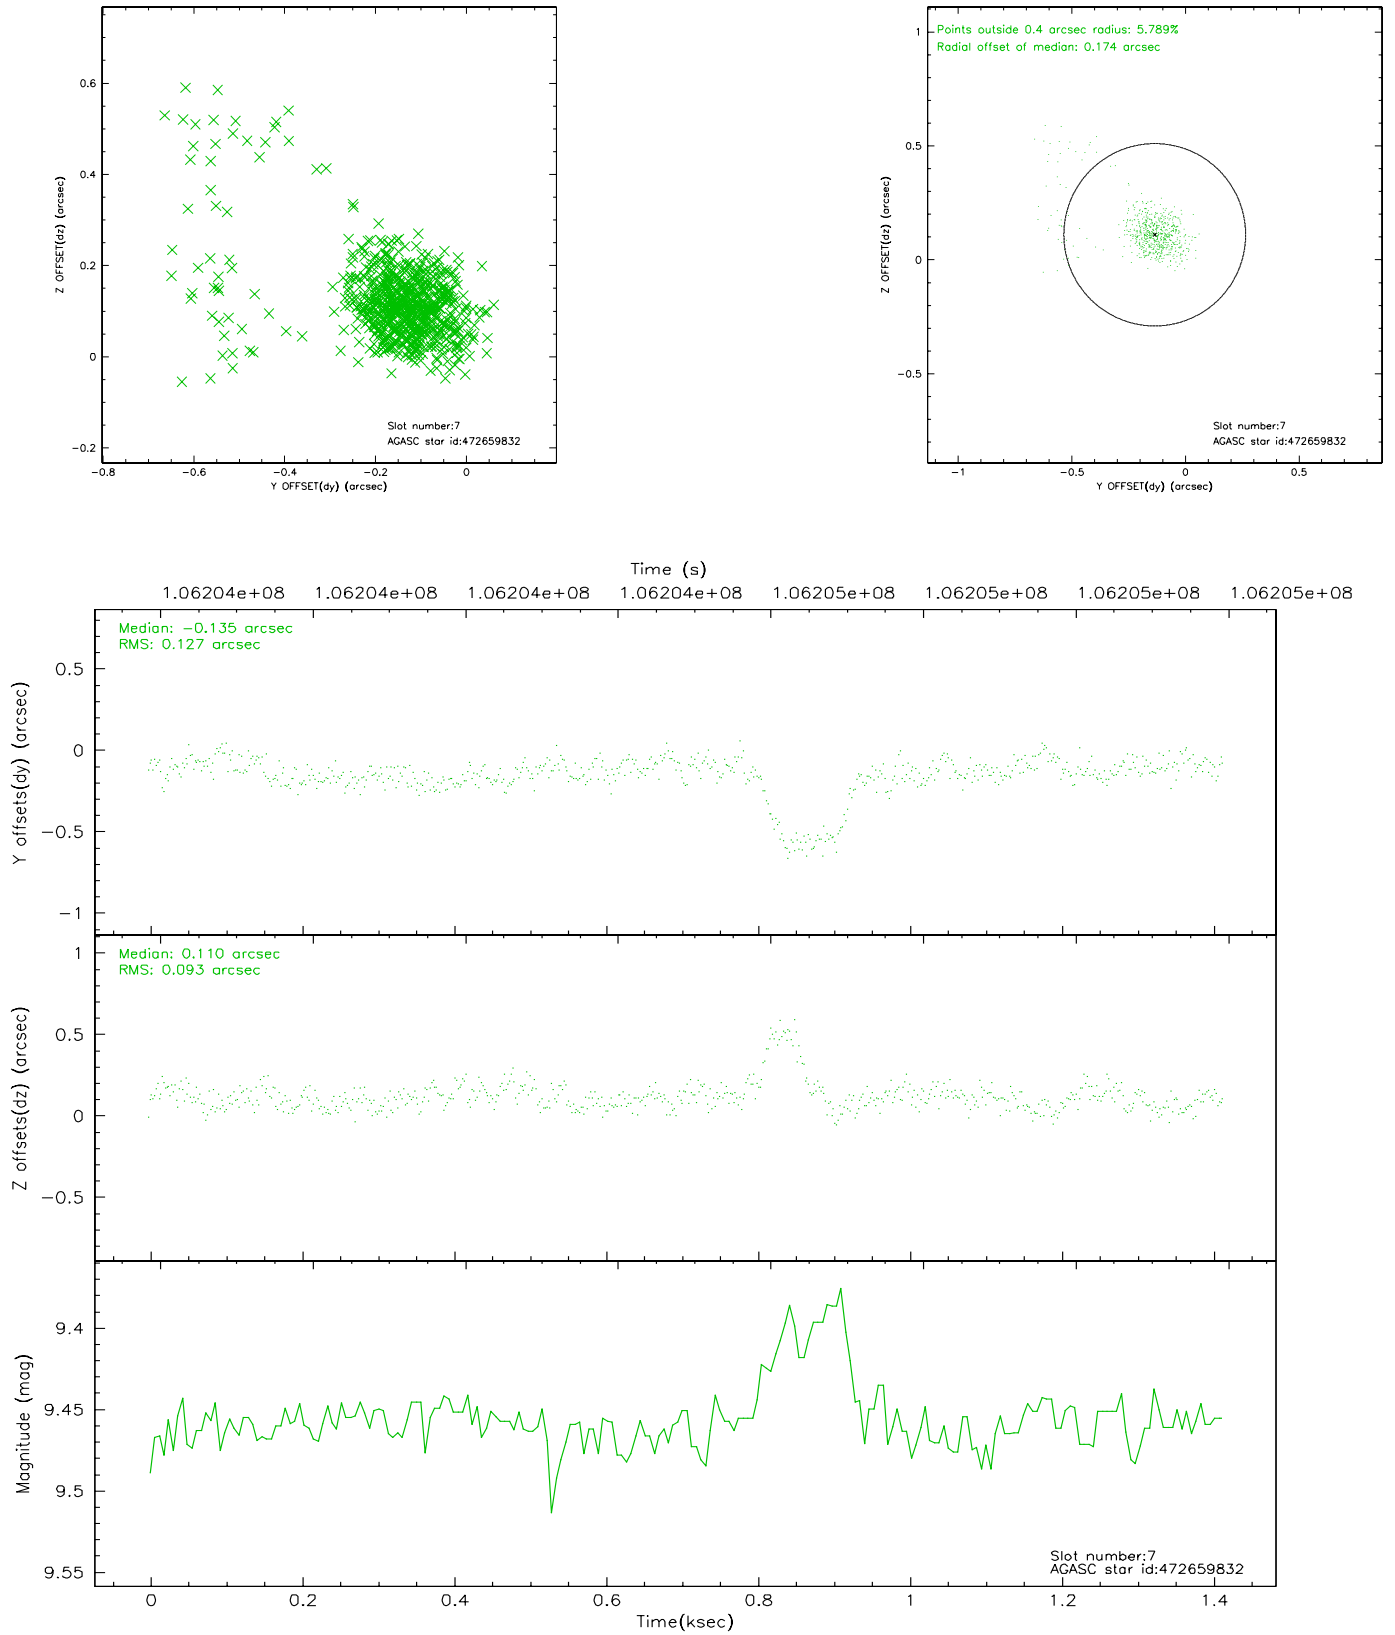 0.6
0.4
0.2
0
−0.2
Z OFFSET(dz) (arcsec)
Slot number:7
AGASC star id:472659832
−0.8 −0.6 −0.4 −0.2 0
Y OFFSET(dy) (arcsec)
Points outside 0.4 arcsec radius: 5.789%
Radial offset of median: 0.174 arcsec
1
0.5
0
−0.5
Z OFFSET(dz) (arcsec)
Slot number:7
AGASC star id:472659832
−1 −0.5 0 0.5
Y OFFSET(dy) (arcsec)
Time (s)
1.06204e+08 1.06204e+08 1.06204e+08 1.06204e+08 1.06205e+08 1.06205e+08 1.06205e+08 1.06205e+08
Median: −0.135 arcsec
RMS: 0.127 arcsec
0.5
0
−0.5
−1
Y offsets(dy) (arcsec)
Median: 0.110 arcsec
RMS: 0.093 arcsec
1
0.5
0
−0.5
Z offsets(dz) (arcsec)
9.4
9.45
9.5
9.55
Magnitude (mag)
Slot number:7
AGASC star id:472659832
0 0.2 0.4 0.6 0.8 1 1.2 1.4
Time(ksec)